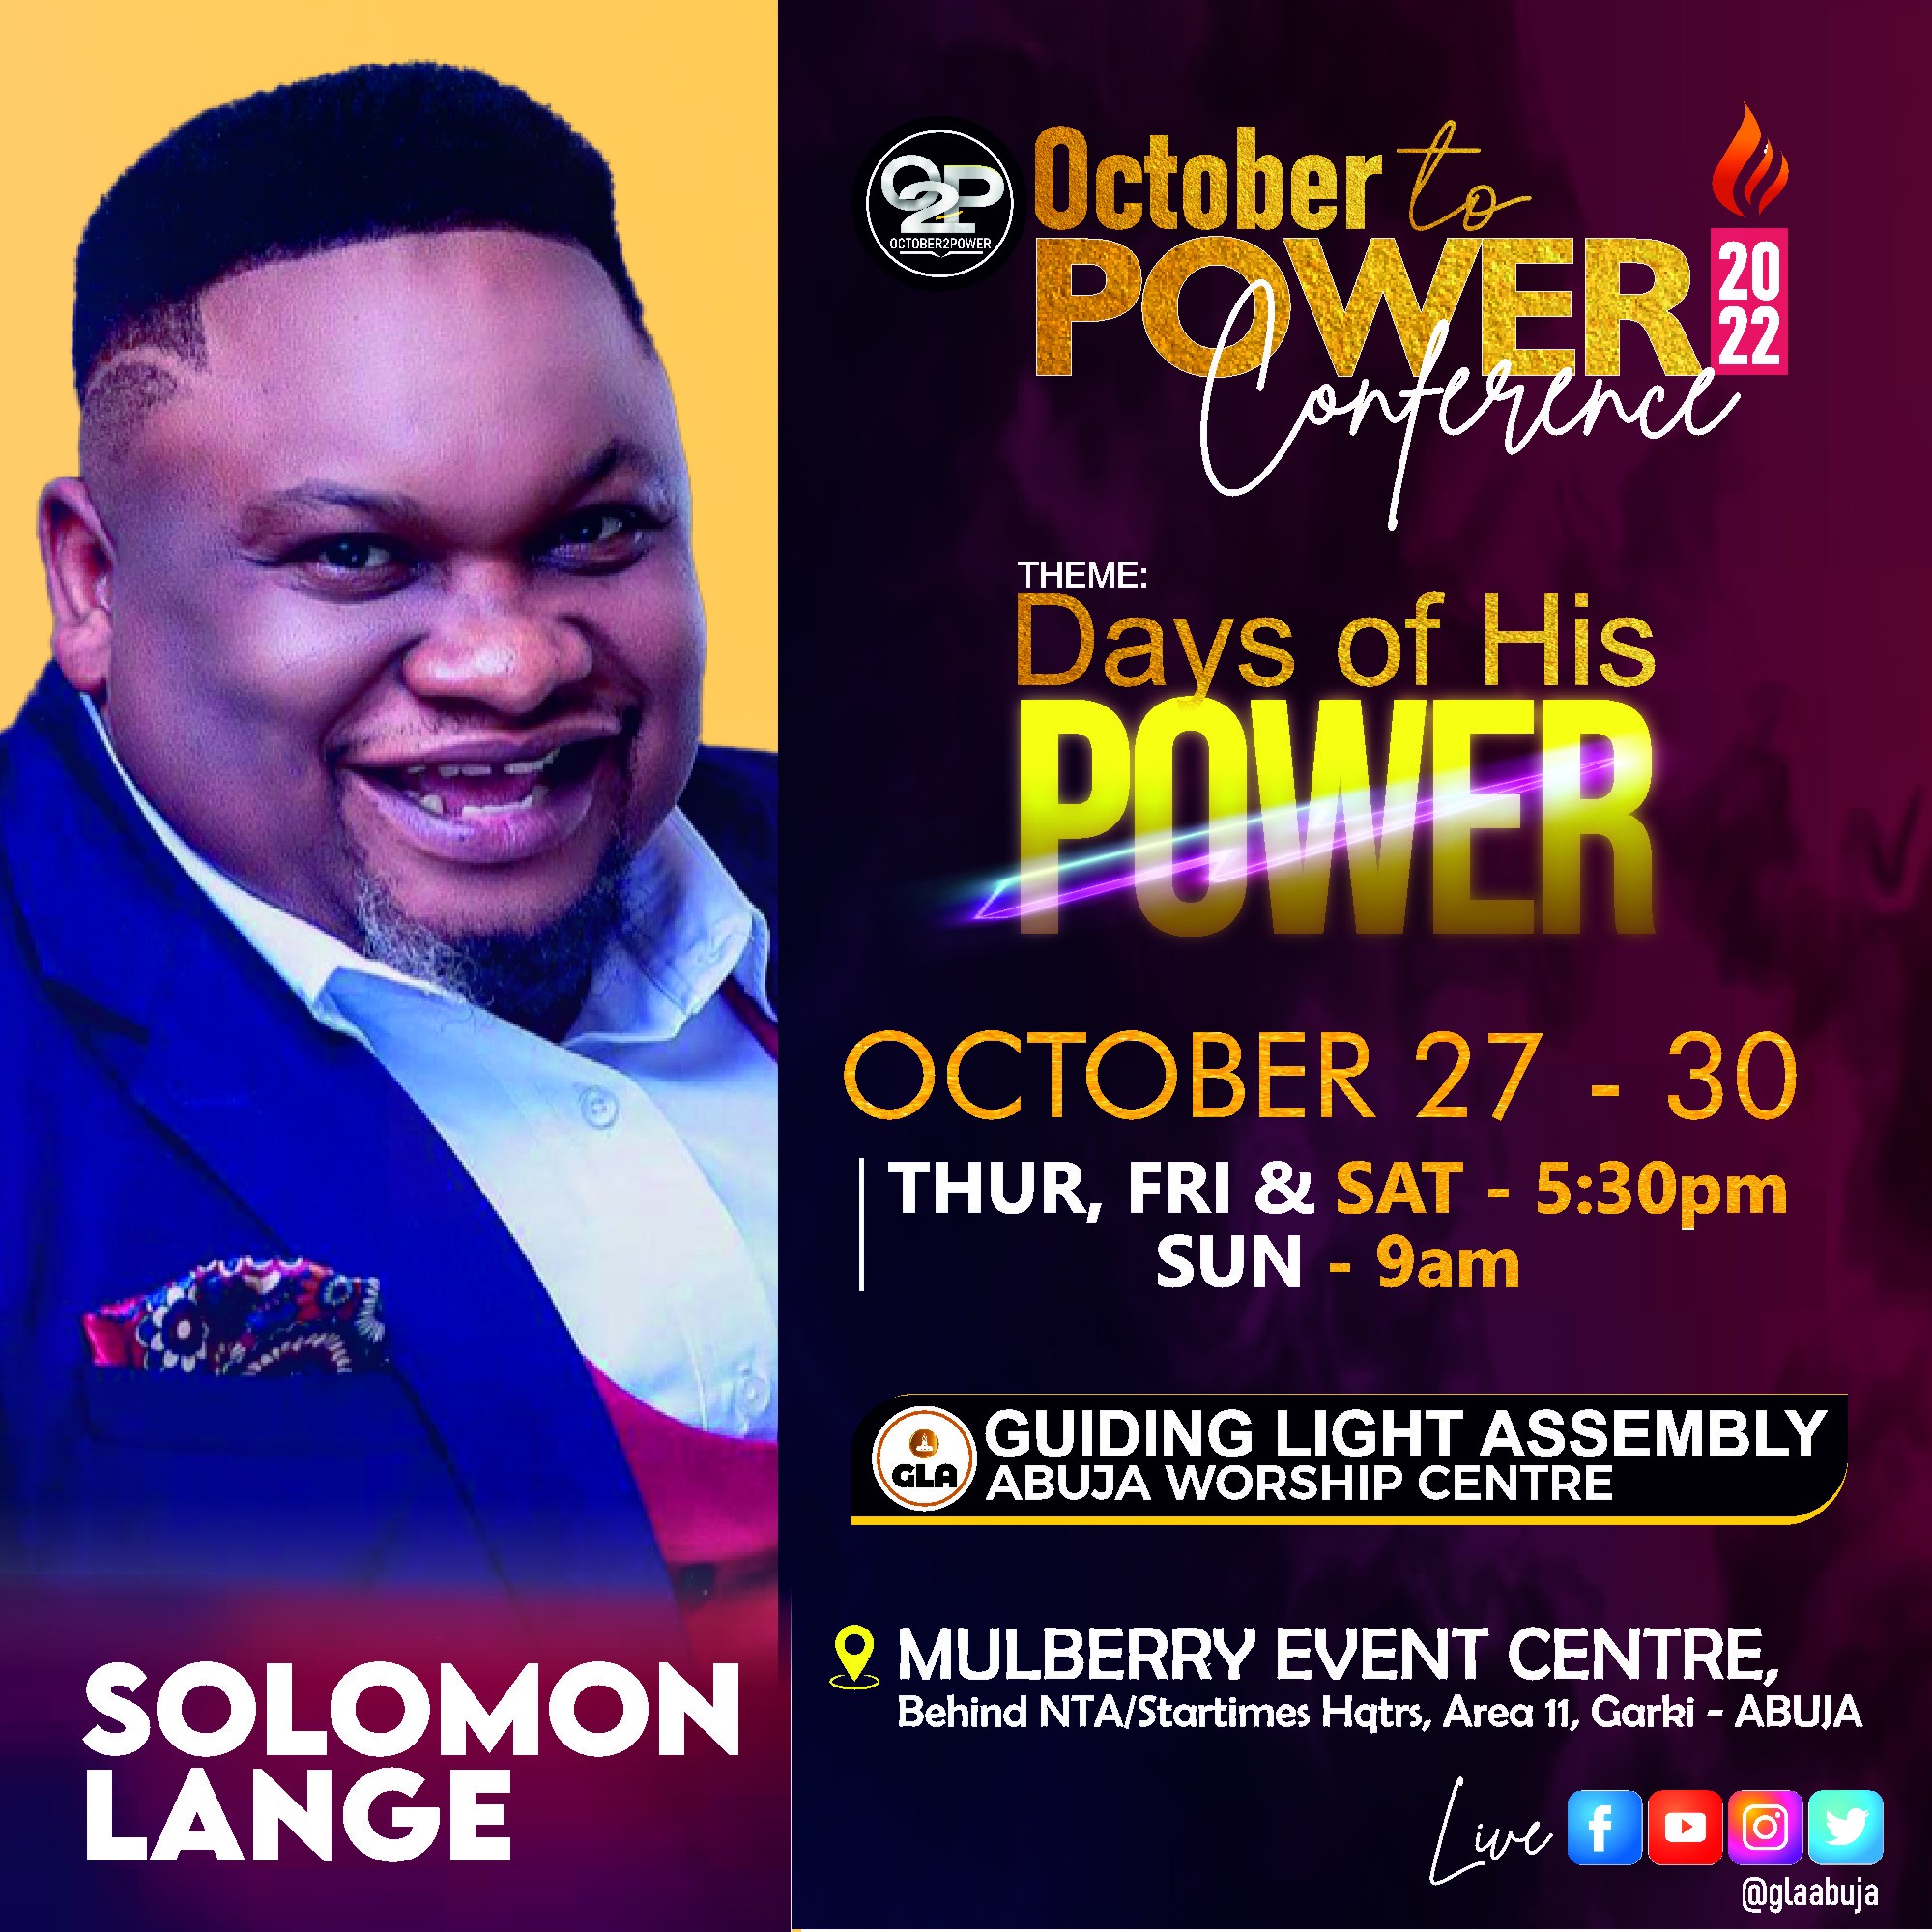 O2P
OCTOBER2POWER
October to
POWER
20
22
Conference
THEME:
Days of His
POWER
OCTOBER 27 - 30
THUR, FRI & SAT - 5:30pm
SUN - 9am
GLA
GUIDING LIGHT ASSEMBLY
ABUJA WORSHIP CENTRE
MULBERRY EVENT CENTRE,
Behind NTA/Startimes Hqtrs, Area 11, Garki - ABUJA
SOLOMON
LANGE
Live
@glaabuja